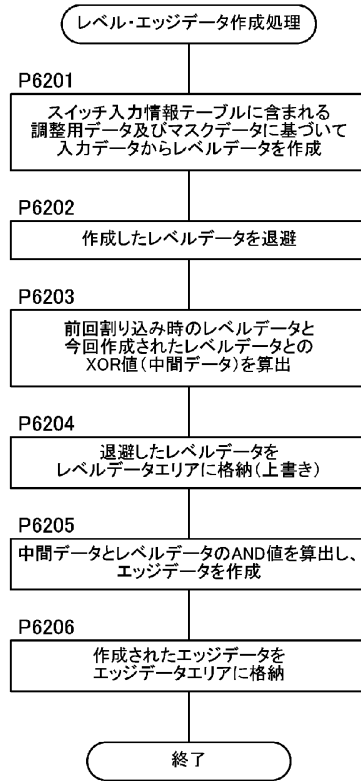 レベル・エッジデータ作成処理
P6201
スイッチ入力情報テーブルに含まれる
調整用データ及びマスクデータに基づいて
入力データからレベルデータを作成
P6202
作成したレベルデータを退避
P6203
前回割り込み時のレベルデータと
今回作成されたレベルデータとの
XOR値(中間データ)を算出
P6204
退避したレベルデータを
レベルデータエリアに格納(上書き)
P6205
中間データとレベルデータのAND値を算出し、
エッジデータを作成
P6206
作成されたエッジデータを
エッジデータエリアに格納
終了